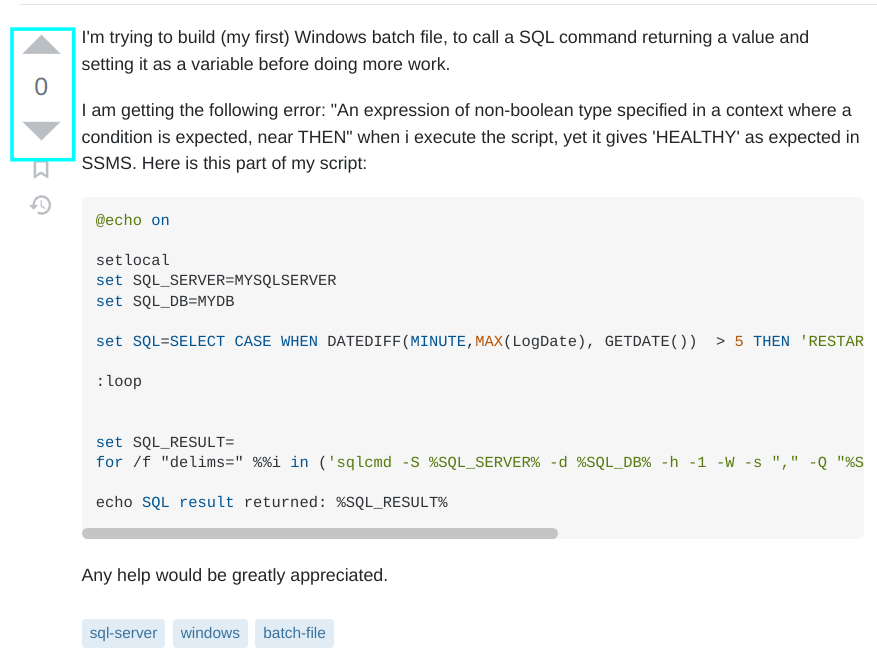 I'm trying to build (my first) Windows batch file, to call a SQL command returning a value and
setting it as a variable before doing more work.
0
I am getting the following error: "An expression of non-boolean type specified in a context where a
condition is expected, near THEN" when i execute the script, yet it gives 'HEALTHY' as expected in
SSMS. Here is this part of my script:
@echo on
setlocal
set SQL_SERVER=MYSQLSERVER
set SQL_DB=MYDB
set SQL=SELECT CASE WHEN DATEDIFF(MINUTE,MAX(LogDate), GETDATE())  > 5 THEN 'RESTAR
:loop
set SQL_RESULT=
for /f "delims=" %%i in ('sqlcmd -S %SQL_SERVER% -d %SQL_DB% -h -1 -W -s "," -Q "%S
echo SQL result returned: %SQL_RESULT%
Any help would be greatly appreciated.
sql-server windows batch-file